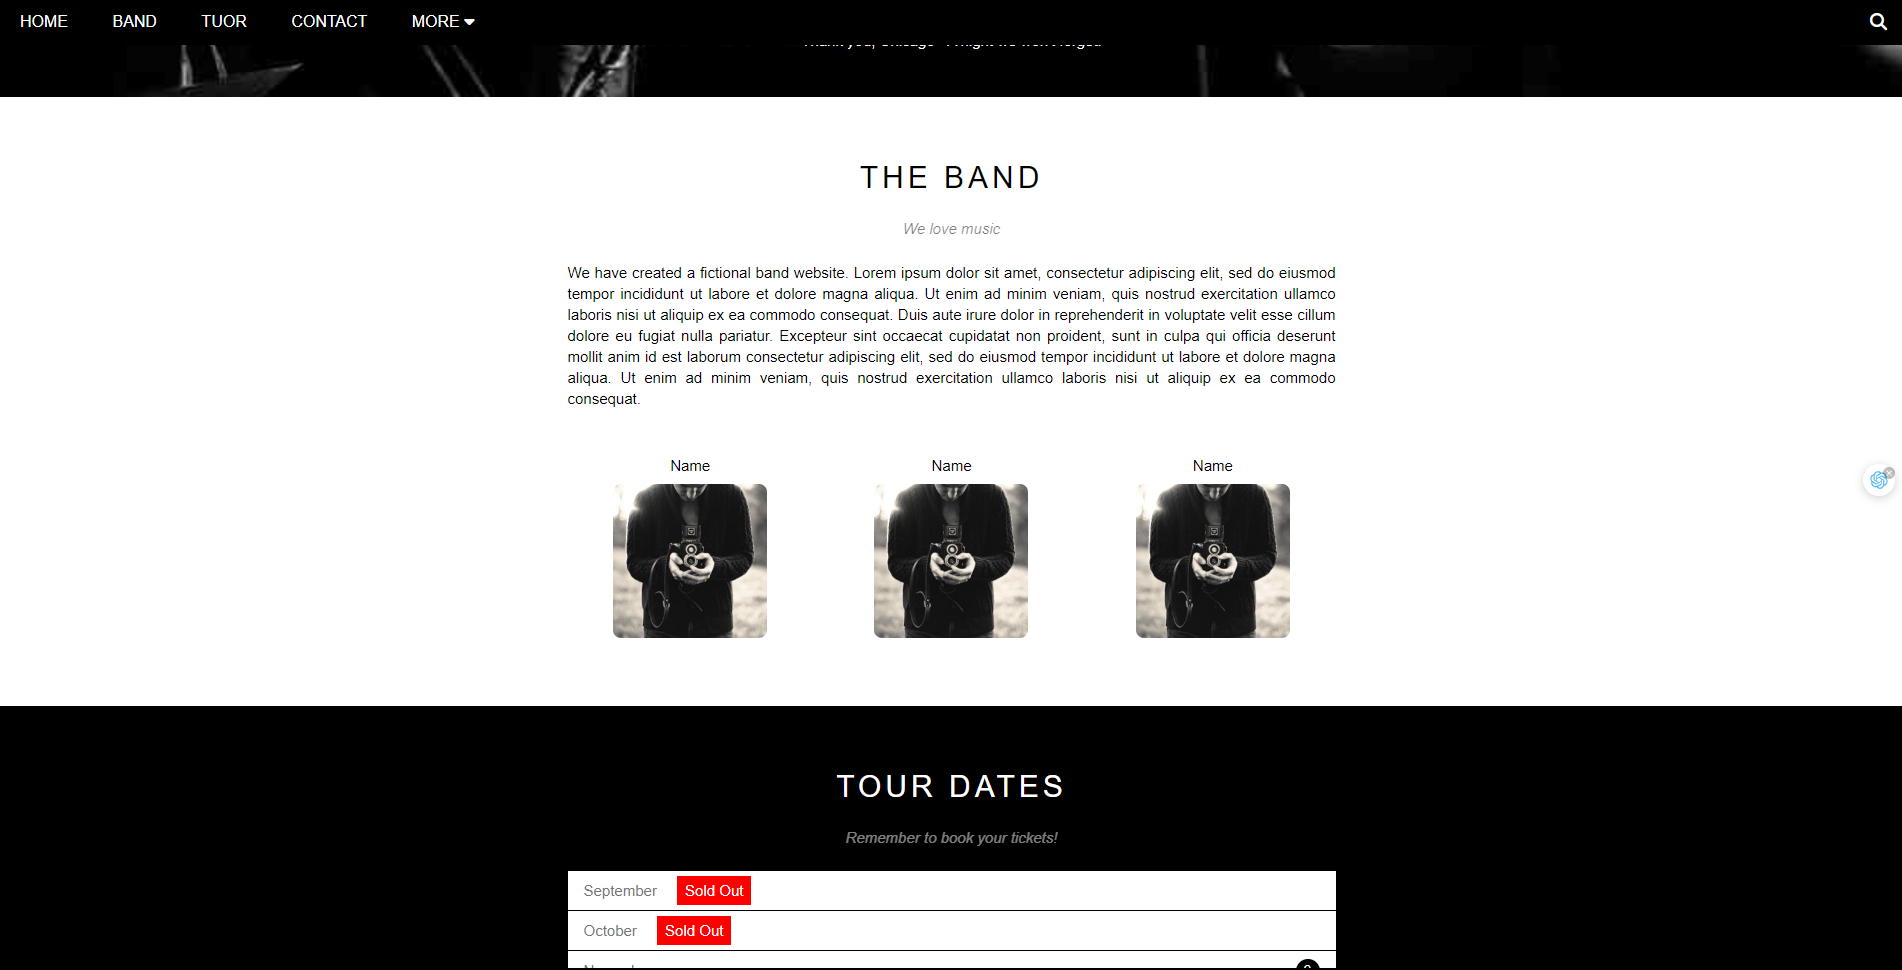 HOME BAND TUOR CONTACT MORE
THE BAND
We love music
We have created a fictional band website. Lorem ipsum dolor sit amet, consectetur adipiscing elit, sed do eiusmod
tempor incididunt ut labore et dolore magna aliqua. Ut enim ad minim veniam, quis nostrud exercitation ullamco
laboris nisi ut aliquip ex ea commodo consequat. Duis aute irure dolor in reprehenderit in voluptate velit esse cillum
dolore eu fugiat nulla pariatur. Excepteur sint occaecat cupidatat non proident, sunt in culpa qui officia deserunt
mollit anim id est laborum consectetur adipiscing elit, sed do eiusmod tempor incididunt ut labore et dolore magna
aliqua. Ut enim ad minim veniam, quis nostrud exercitation ullamco laboris nisi ut aliquip ex ea commodo
consequat.
Name Name Name
TOUR DATES
Remember to book your tickets!
September Sold Out
October Sold Out